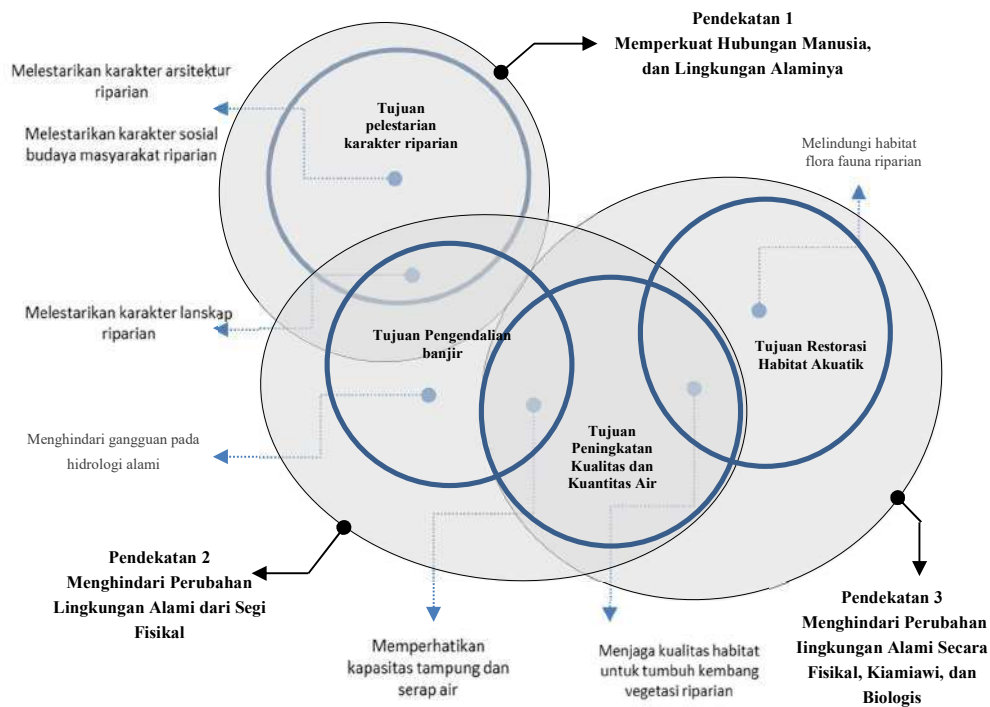 Pendekatan 1
Memperkuat Hubungan Manusia,
dan Lingkungan Alaminya
Melestarikan karakter arsitektur
riparian
Melestarikan karakter sosial
budaya masyarakat riparian
Tujuan
pelestarian
karakter riparian
Melindungi habitat
flora fauna riparian
Melestarikan karakter lanskap
riparian
Tujuan Pengendalian
banjir
Tujuan Restorasi
Habitat Akuatik
Menghindari gangguan pada
hidrologi alami
Tujuan
Peningkatan
Kualitas dan
Kuantitas Air
Pendekatan 2
Menghindari Perubahan
Lingkungan Alami dari Segi
Fisikal
Memperhatikan
kapasitas tampung dan
serap air
Menjaga kualitas habitat
untuk tumbuh kembang
vegetasi riparian
Pendekatan 3
Menghindari Perubahan
Iingkungan Alami Secara
Fisikal, Kiamiawi, dan
Biologis